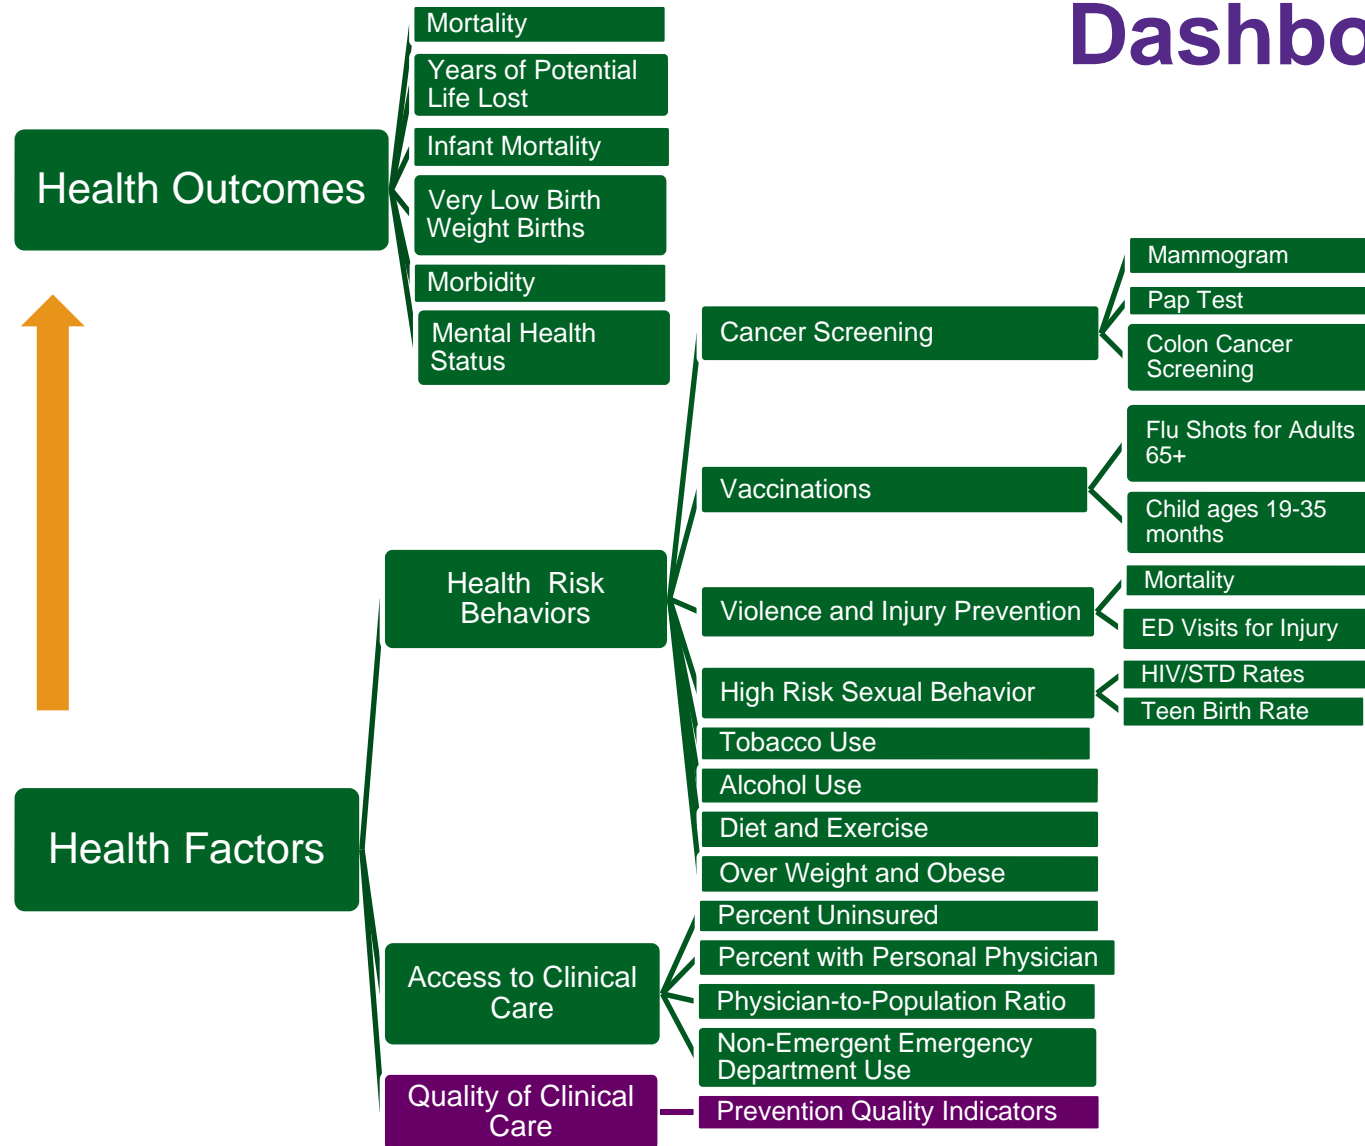 Dashbo
Mortality
Years of Potential
Life Lost
Health Outcomes
Infant Mortality
Very Low Birth
Weight Births
Morbidity
Mental Health
Status
Health Factors
Health Risk
Behaviors
Cancer Screening
Mammogram
Pap Test
Colon Cancer
Screening
Vaccinations
Flu Shots for Adults
65+
Child ages 19-35
months
Violence and Injury Prevention
Mortality
ED Visits for Injury
High Risk Sexual Behavior
HIV/STD Rates
Teen Birth Rate
Tobacco Use
Alcohol Use
Diet and Exercise
Over Weight and Obese
Access to Clinical
Care
Percent Uninsured
Percent with Personal Physician
Physician-to-Population Ratio
Non-Emergent Emergency
Department Use
Quality of Clinical
Care
Prevention Quality Indicators